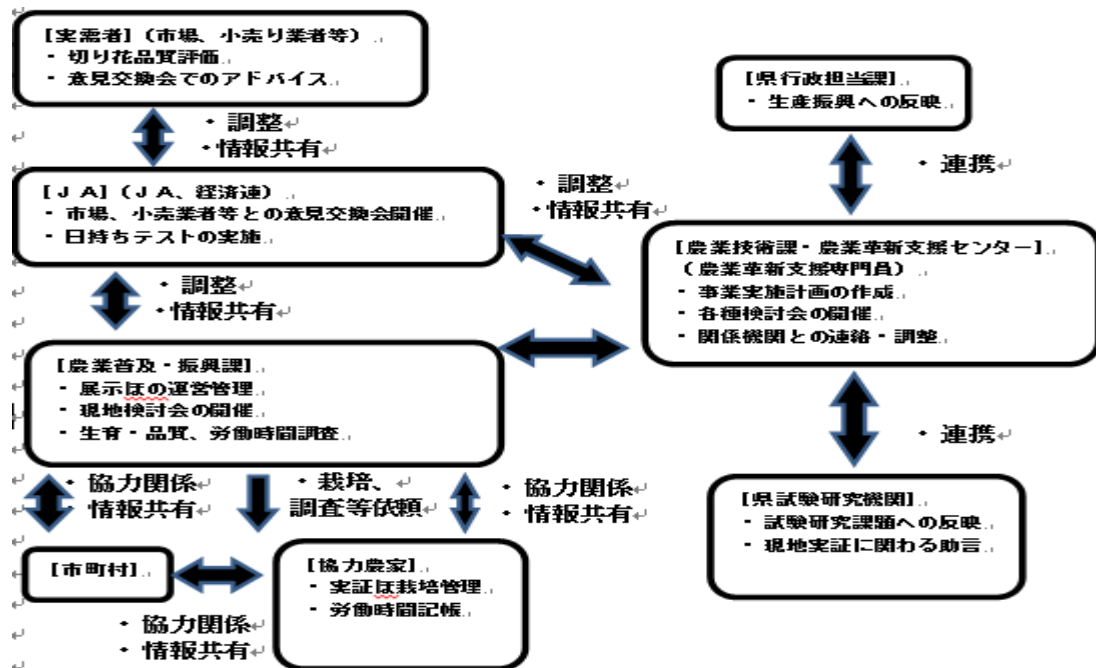 ［実需者］（市場、小売り業者等）
・ 切り花品質評価
・ 意見交換会でのアドバイス
・ 調整
・情報共有
［ＪＡ］（ＪＡ、経済連）
・ 市場、小売業者等との意見交換会開催
・ 日持ちテストの実施
・ 調整
・情報共有
［農業普及・振興課］
・ 展示ほの運営管理
・ 現地検討会の開催
・ 生育・品質、労働時間調査
・ 協力関係
・ 情報共有
・ 栽培、
調査等依頼
・ 協力関係
・ 情報共有
［市町村］
［協力農家］
・ 実証ほ栽培管理
・ 労働時間記帳
・ 協力関係
・ 情報共有
・ 調整
・情報共有
［県行政担当課］
・ 生産振興への反映
・ 連携
［農業技術課・農業革新支援センター］
（農業革新支援専門員）
・ 事業実施計画の作成
・ 各種検討会の開催
・ 関係機関との連絡・調整
・ 連携
［県試験研究機関］
・ 試験研究課題への反映
・ 現地実証に関わる助言